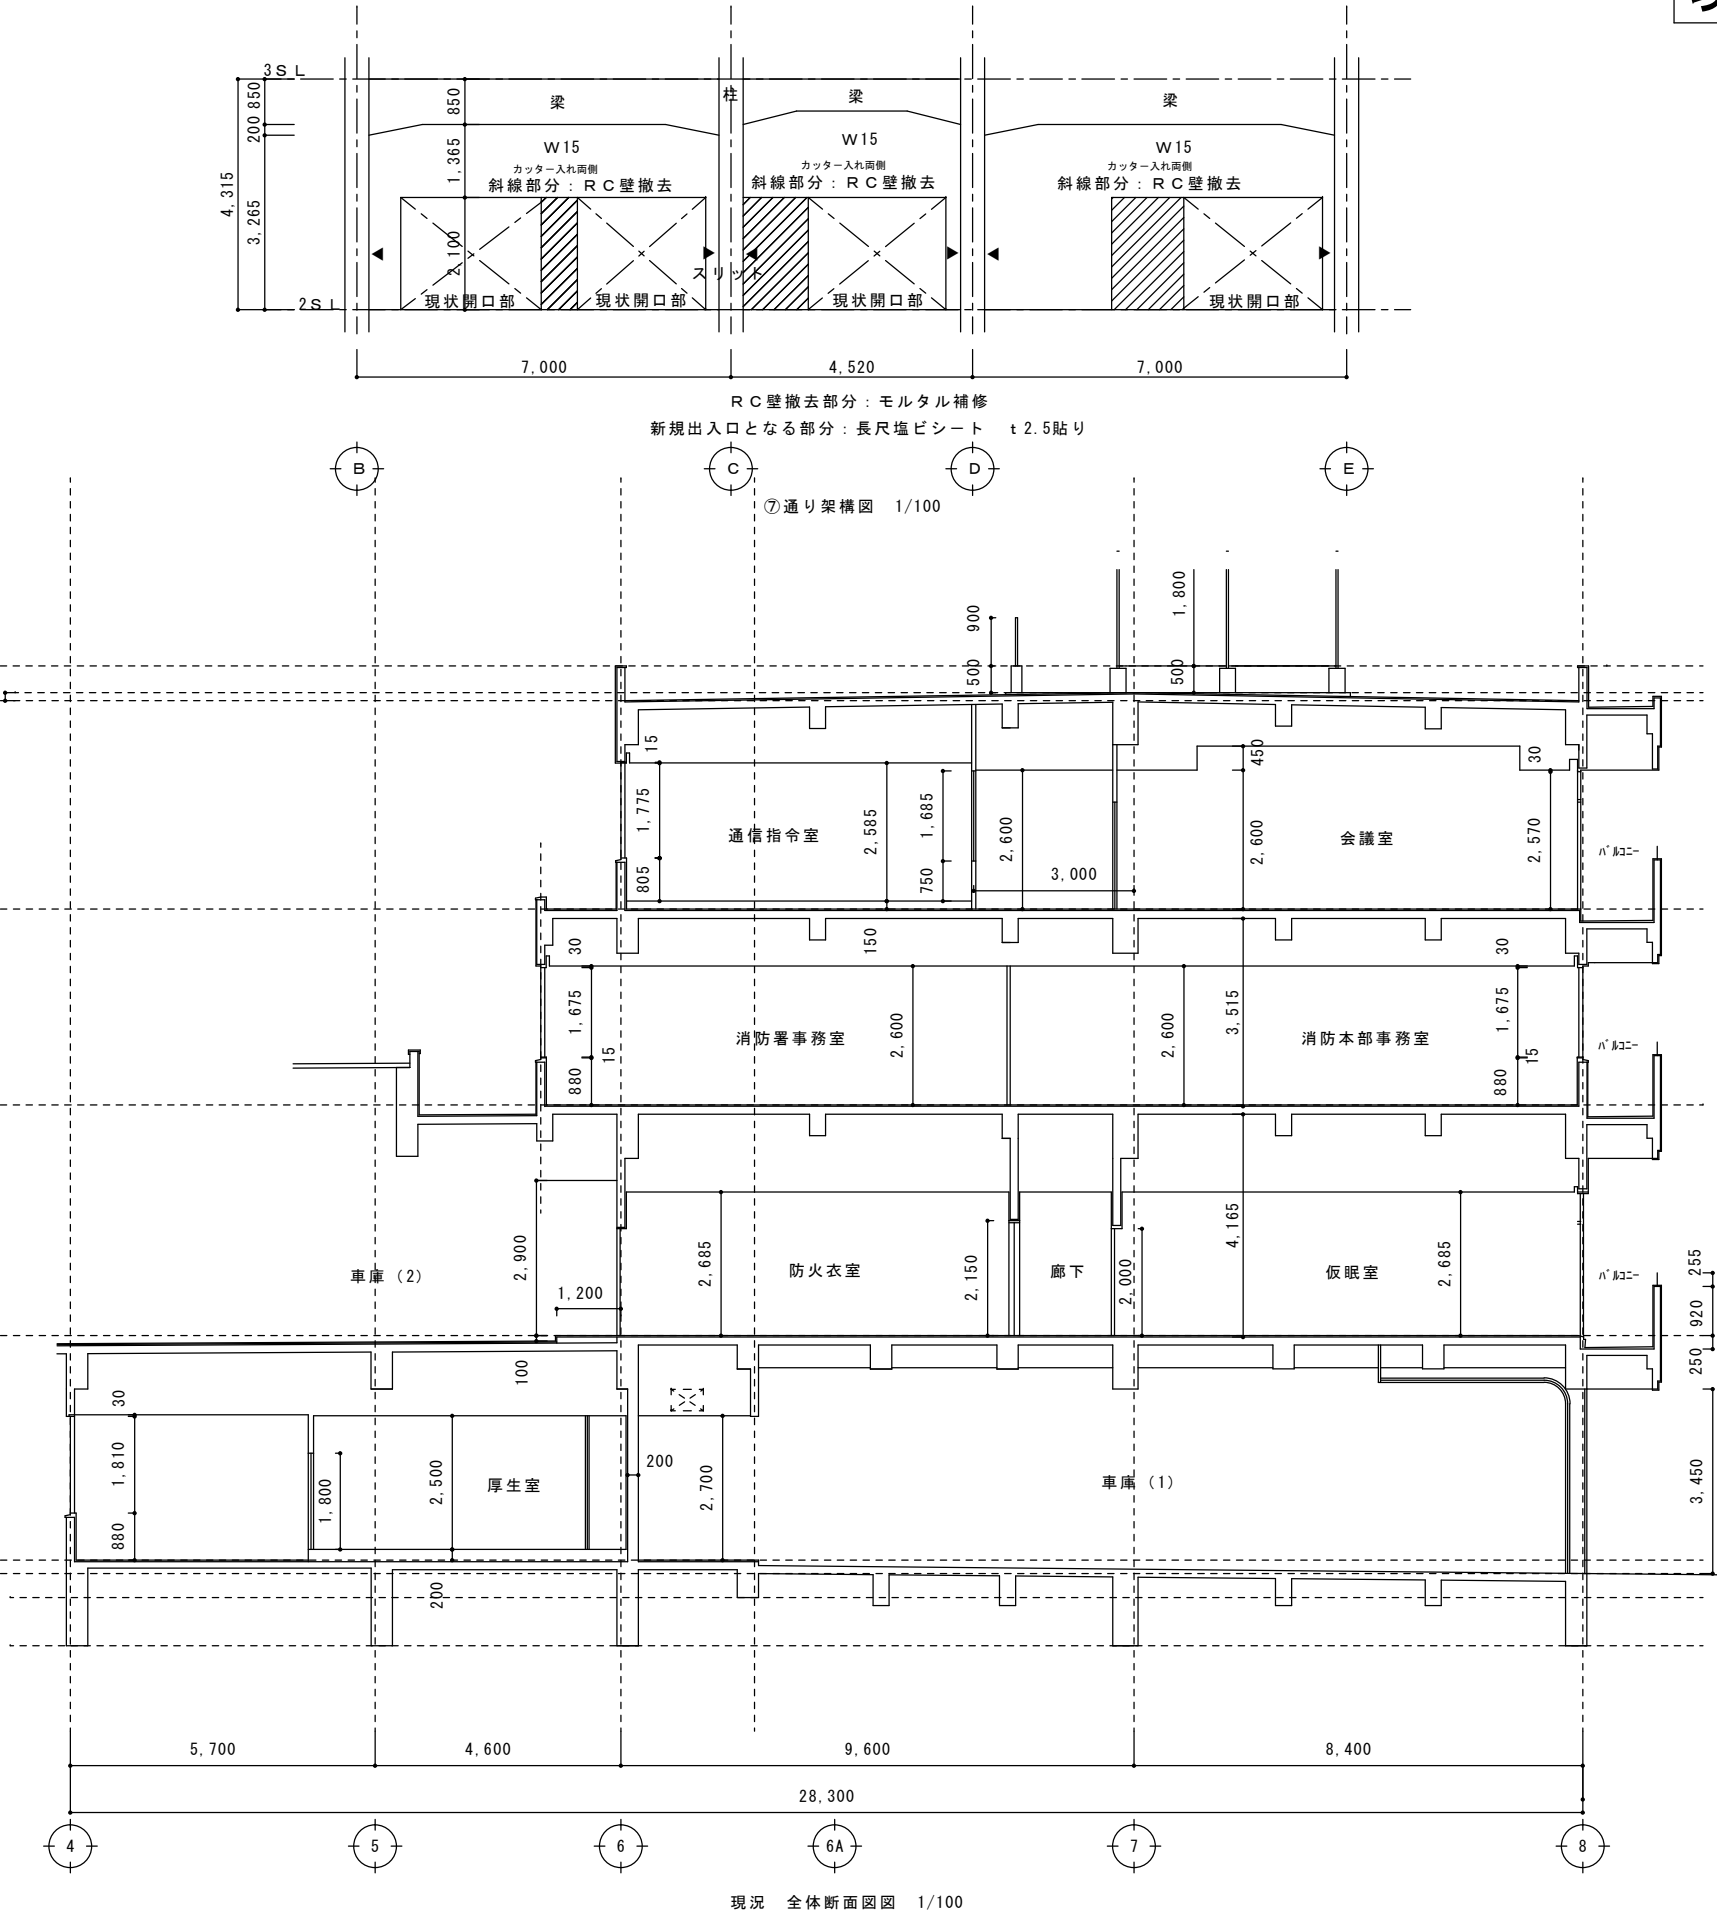 3ＳＬ
梁
柱
梁
梁
850
200
850
1,365
4,315
3,265
2,100
W15
カッター入れ両側
斜線部分：ＲＣ壁撤去
W15
カッター入れ両側
斜線部分：ＲＣ壁撤去
W15
カッター入れ両側
斜線部分：ＲＣ壁撤去
スリット
2ＳＬ
現状開口部
現状開口部
現状開口部
現状開口部
7,000
4,520
7,000
ＲＣ壁撤去部分：モルタル補修
新規出入口となる部分：長尺塩ビシート　t2.5貼り
B
C
D
E
⑦通り架構図　1/100
900
500
1,800
500
15
450
30
1,775
2,585
1,685
2,600
2,600
2,570
通信指令室
会議室
バルコニー
805
750
3,000
30
150
30
1,675
2,600
2,600
3,515
1,675
消防署事務室
消防本部事務室
バルコニー
15
15
880
880
2,900
2,685
2,150
2,000
4,165
2,685
255
車庫（2）
防火衣室
廊下
仮眠室
バルコニー
1,200
920
100
250
30
1,810
1,800
2,500
厚生室
200
2,700
車庫（1）
3,450
880
200
5,700
4,600
9,600
8,400
28,300
4
5
6
6A
7
8
現況　全体断面図図　1/100